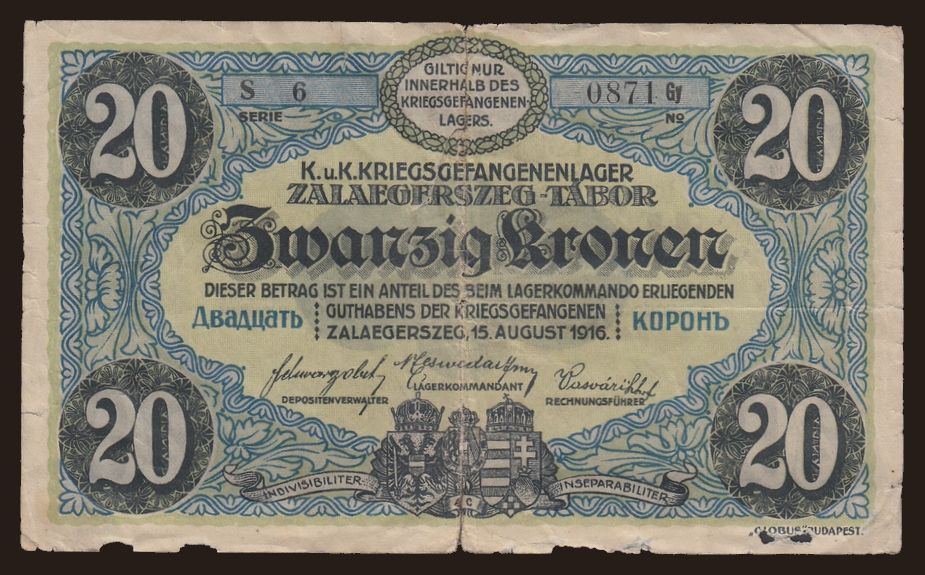 20
20
S 6
SERIE
GILTIG NUR
INNERHALB DES
KRIEGSGEFANGENEN-
LAGERS.
0871 Gy
No
K.u.K.KRIEGSGEFANGENENLAGER
ZALAEGERSZEG-TÁBOR
Zwanzig Kronen
DIESER BETRAG IST EIN ANTEIL DES BEIM LAGERKOMMANDO ERLIEGENDEN
GUTHABENS DER KRIEGSGEFANGENEN
ZALAEGERSZEG, 15. AUGUST 1916.
Двадцать
КОРОНЪ
LAGERKOMMANDANT
DEPOSITENVERWALTER
RECHNUNGSFÜHRER
20
20
INDIVISIBILITER
INSEPARABILITER
„GLOBUS" BUDAPEST.